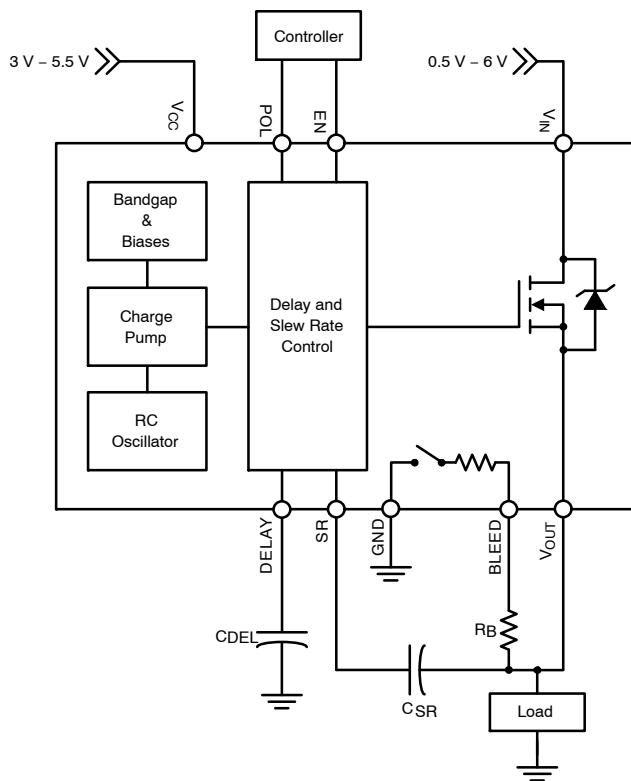 Controller
3 V – 5.5 V
0.5 V – 6 V
VCC
POL
EN
VIN
Bandgap
&
Biases
Charge
Pump
RC
Oscillator
Delay and
Slew Rate
Control
DELAY
SR
GND
BLEED
VOUT
CDEL
RB
CSR
Load